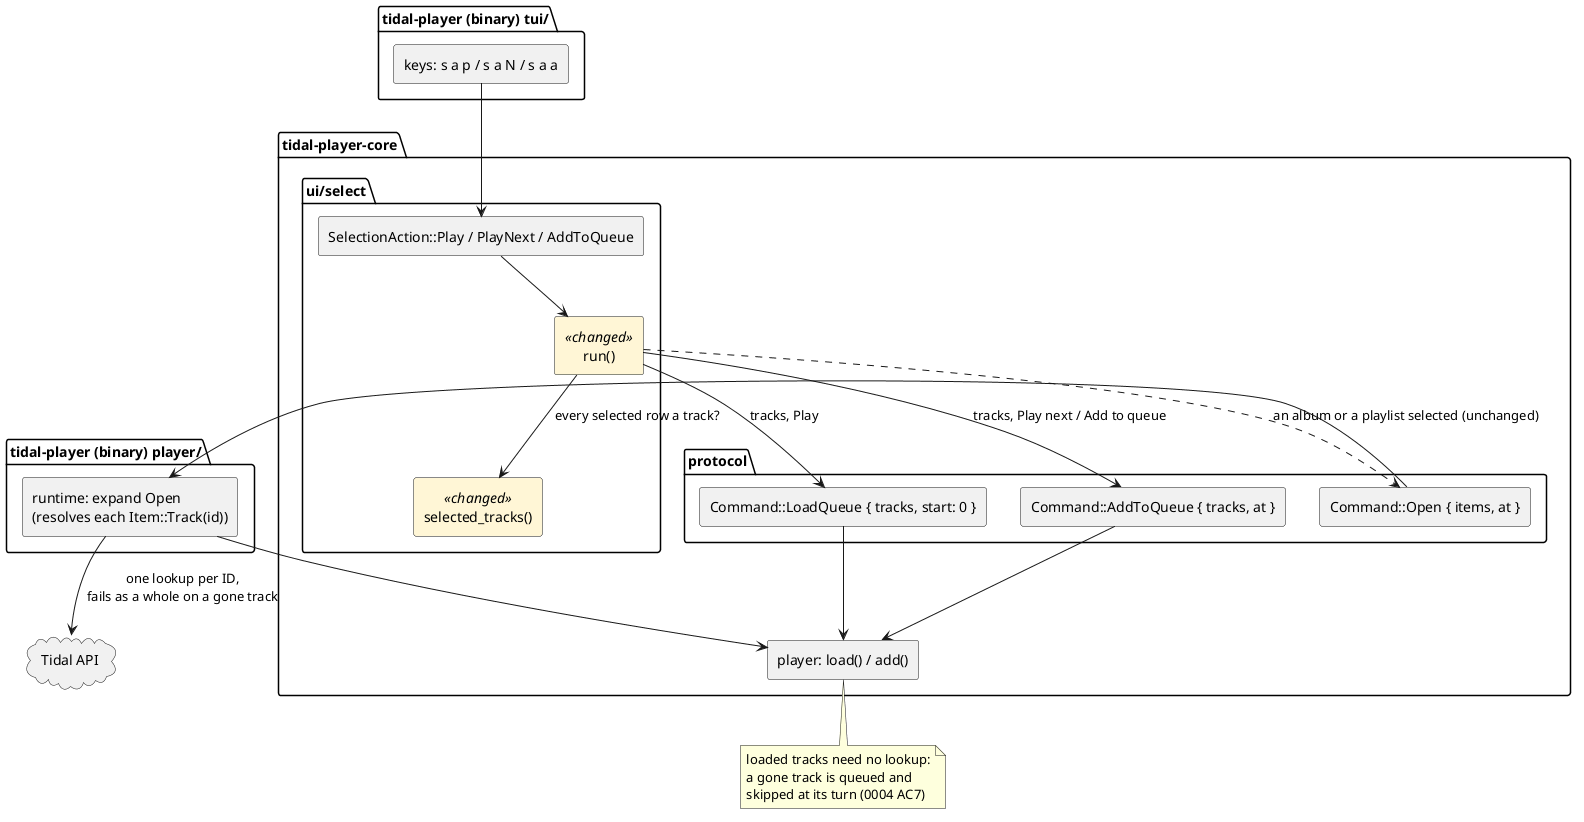 tidal-player (binary) tui/
keys: s a p / s a N / s a a
tidal-player-core
ui/select
SelectionAction::Play / PlayNext / AddToQueue
«changed»
run()
every selected row a track?
tracks, Play
tracks, Play next / Add to queue
an album or a playlist selected (unchanged)
tidal-player (binary) player/
runtime: expand Open
(resolves each Item::Track(id))
«changed»
selected_tracks()
protocol
Command::LoadQueue { tracks, start: 0 }
Command::AddToQueue { tracks, at }
Command::Open { items, at }
one lookup per ID,
fails as a whole on a gone track
Tidal API
player: load() / add()
loaded tracks need no lookup:
a gone track is queued and
skipped at its turn (0004 AC7)